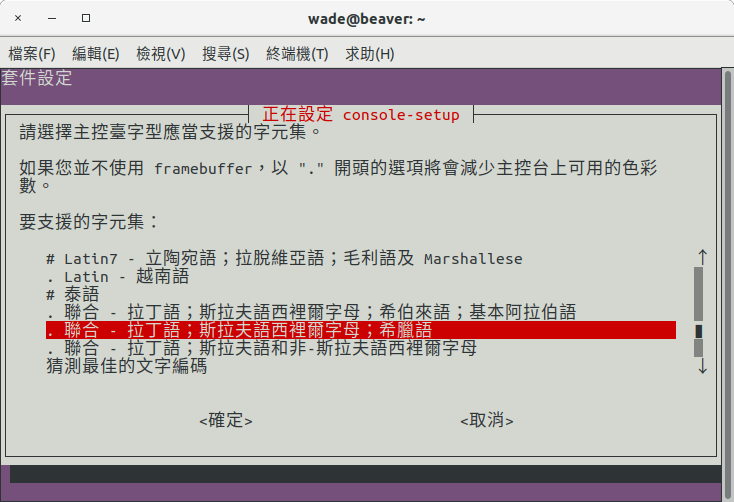 wade@beaver: ~
檔案(F) 編輯(E) 檢視(V) 搜尋(S) 終端機(T) 求助(H)
套件設定
正在設定 console-setup
請選擇主控臺字型應當支援的字元集。
如果您並不使用 framebuffer，以 "." 開頭的選項將會減少主控台上可用的色彩
數。
要支援的字元集：
# Latin7 - 立陶宛語；拉脫維亞語；毛利語及 Marshallese
. Latin - 越南語
# 泰語
. 聯合 - 拉丁語；斯拉夫語西裡爾字母；希伯來語；基本阿拉伯語
. 聯合 - 拉丁語；斯拉夫語西裡爾字母；希臘語
. 聯合 - 拉丁語；斯拉夫語和非-斯拉夫語西裡爾字母
猜測最佳的文字編碼
<確定> <取消>